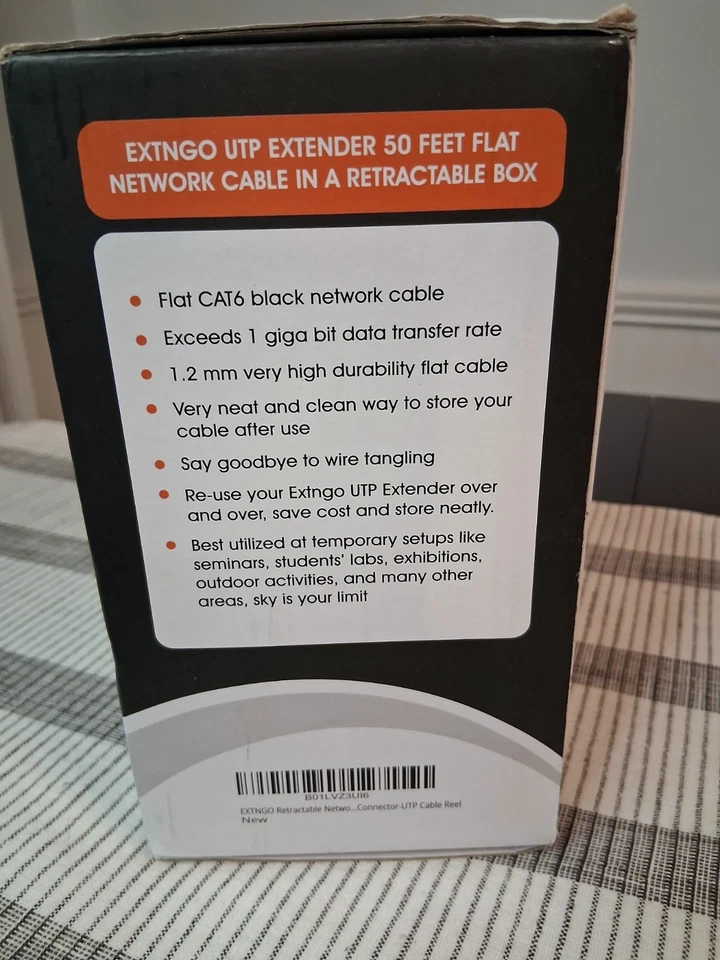 EXTNGO UTP EXTENDER 50 FEET FLAT
NETWORK CABLE IN A RETRACTABLE BOX
• Flat CAT6 black network cable
• Exceeds 1 giga bit data transfer rate
• 1.2 mm very high durability flat cable
• Very neat and clean way to store your
cable after use
• Say goodbye to wire tangling
• Re-use your Extngo UTP Extender over
and over, save cost and store neatly.
• Best utilized at temporary setups like
seminars, students' labs, exhibitions,
outdoor activities, and many other
areas, sky is your limit
B01LVZ3UI6
EXTNGO Retractable Netwo...Connector-UTP Cable Reel
New